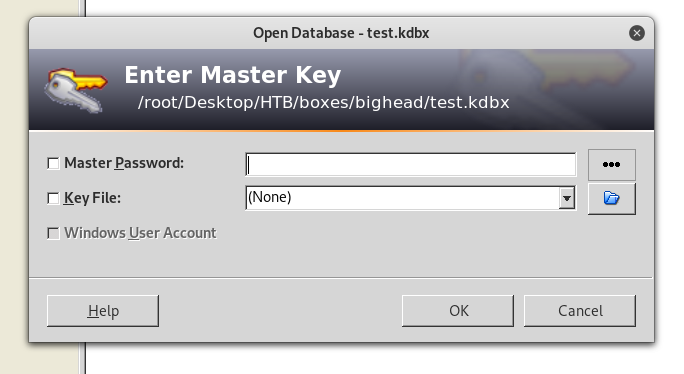 Open Database - test.kdbx
Enter Master Key
/root/Desktop/HTB/boxes/bighead/test.kdbx
Master Password:
Key File:
(None)
Windows User Account
Help
OK
Cancel